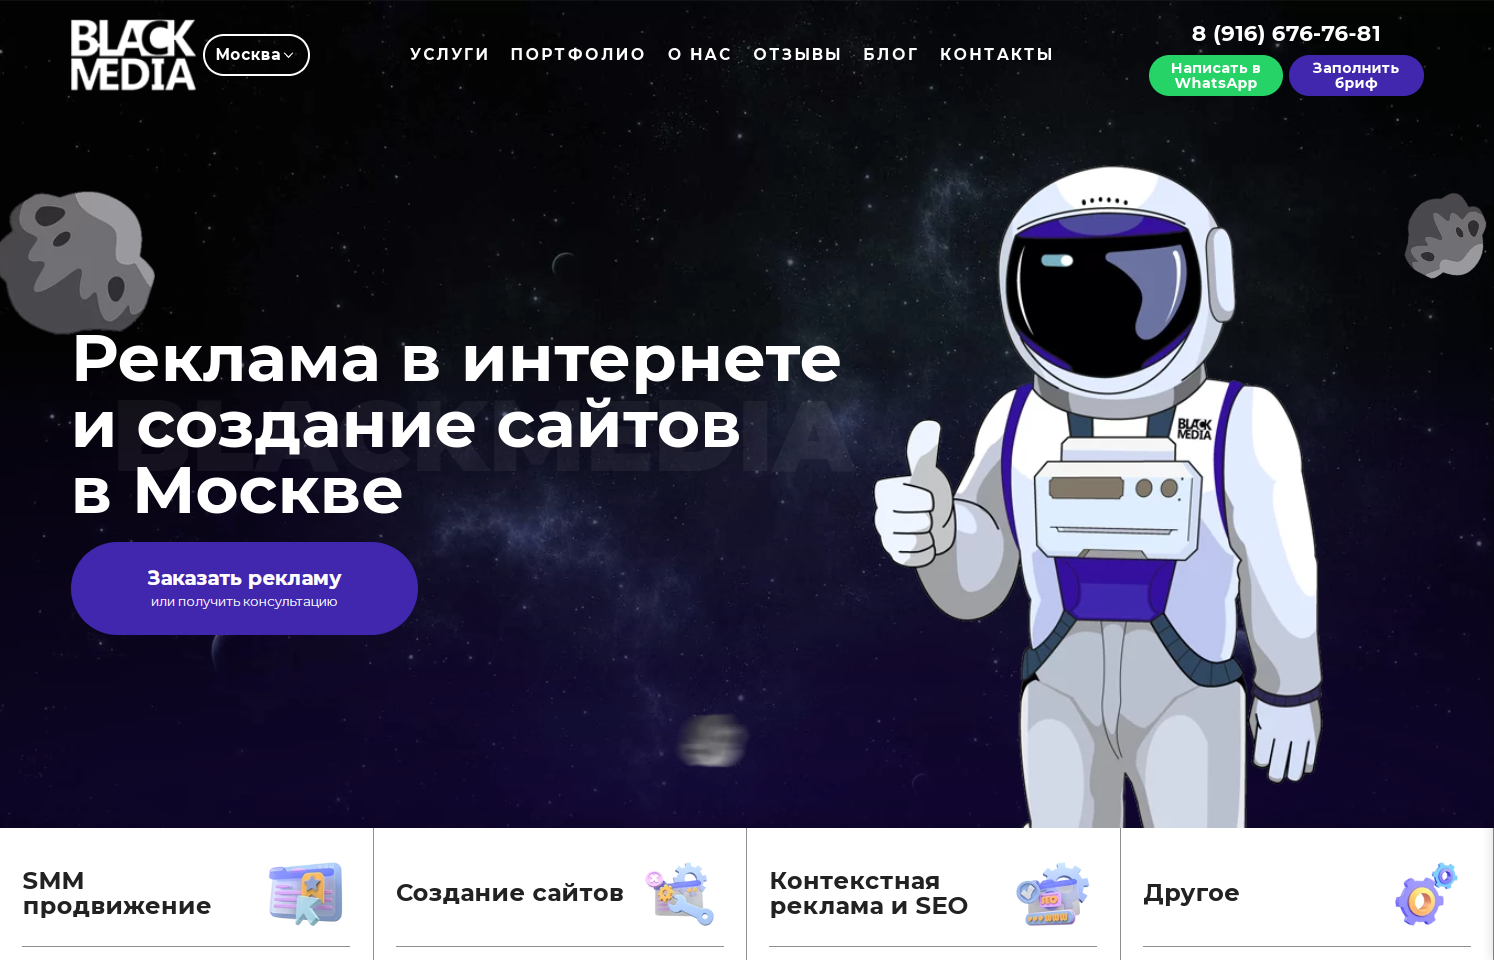 BLACK
MEDIA
Москва
УСЛУГИ ПОРТФОЛИО О НАС ОТЗЫВЫ БЛОГ КОНТАКТЫ
8 (916) 676-76-81
Написать в
WhatsApp
Заполнить
бриф
Реклама в интернете
и создание сайтов
в Москве
BLACKMEDIA
Заказать рекламу
или получить консультацию
BLACK
MEDIA
SMM
продвижение
Создание сайтов
Контекстная
реклама и SEO
SEO
www
Другое